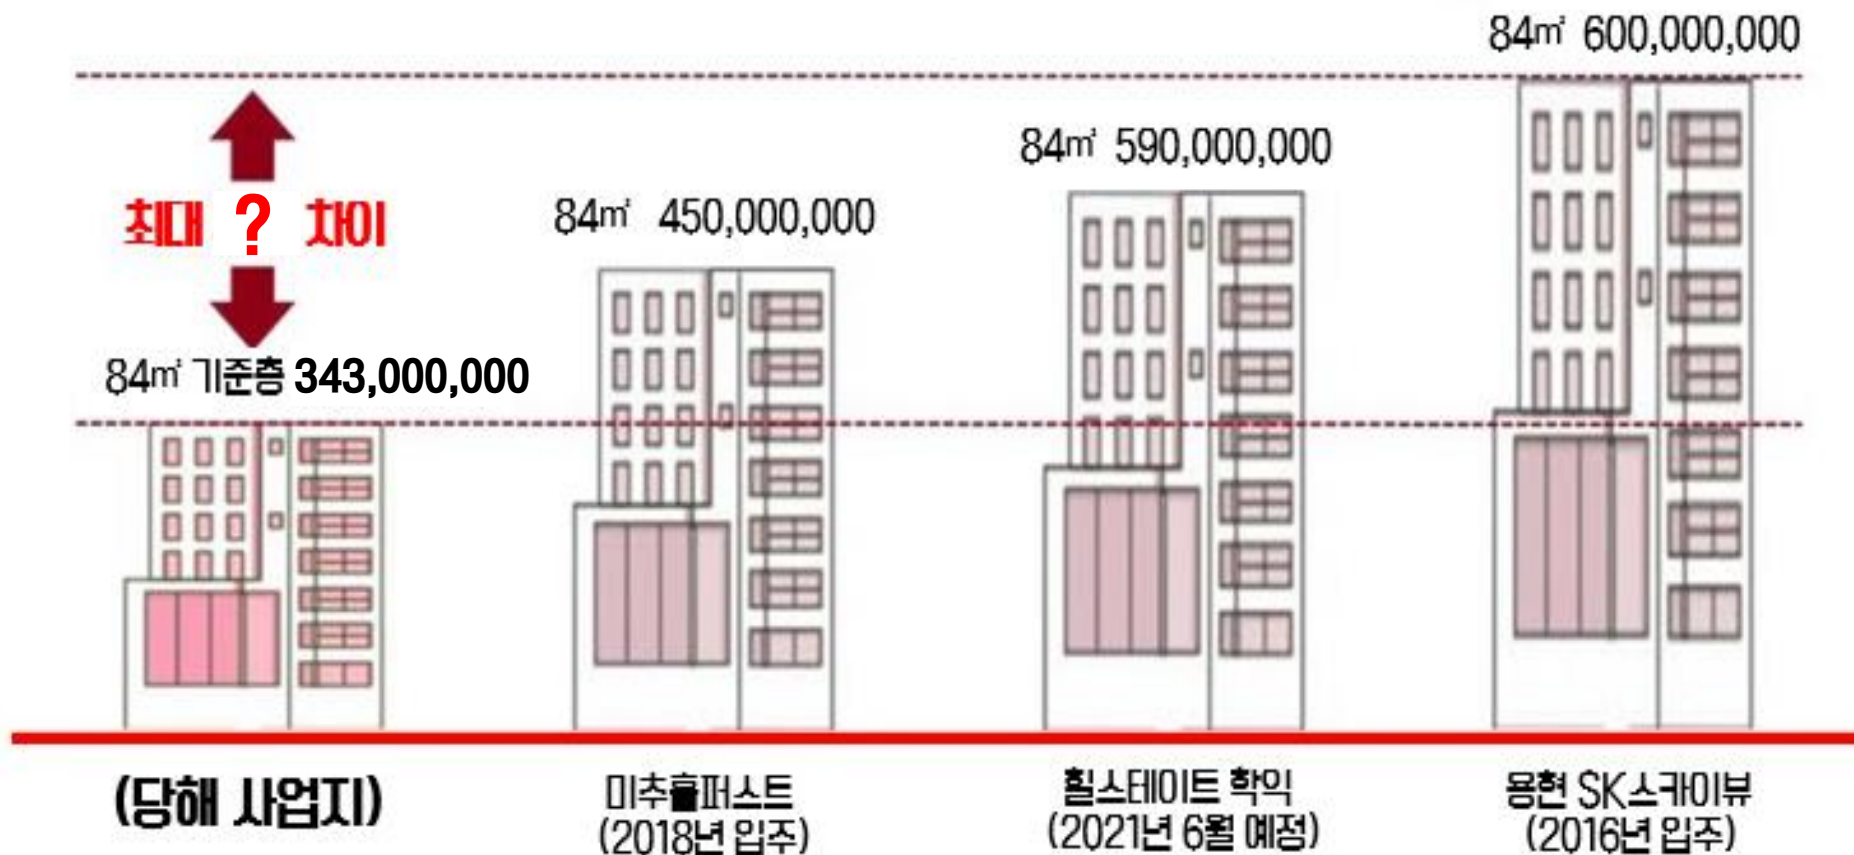 84㎡ 600,000,000
84㎡ 590,000,000
최대 ? 차이
84㎡ 450,000,000
84㎡ 기준층 343,000,000
(당해 사업지)
미추홀퍼스트
(2018년 입주)
힐스테이트 학익
(2021년 6월 예정)
용현 SK스카이뷰
(2016년 입주)